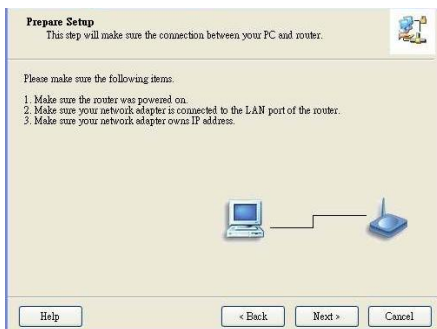 Prepare Setup
This step will make sure the connection between your PC and router.
Please make sure the following items.
1. Make sure the router was powered on.
2. Make sure your network adapter is connected to the LAN port of the router.
3. Make sure your network adapter owns IP address.
Help
< Back
Next >
Cancel